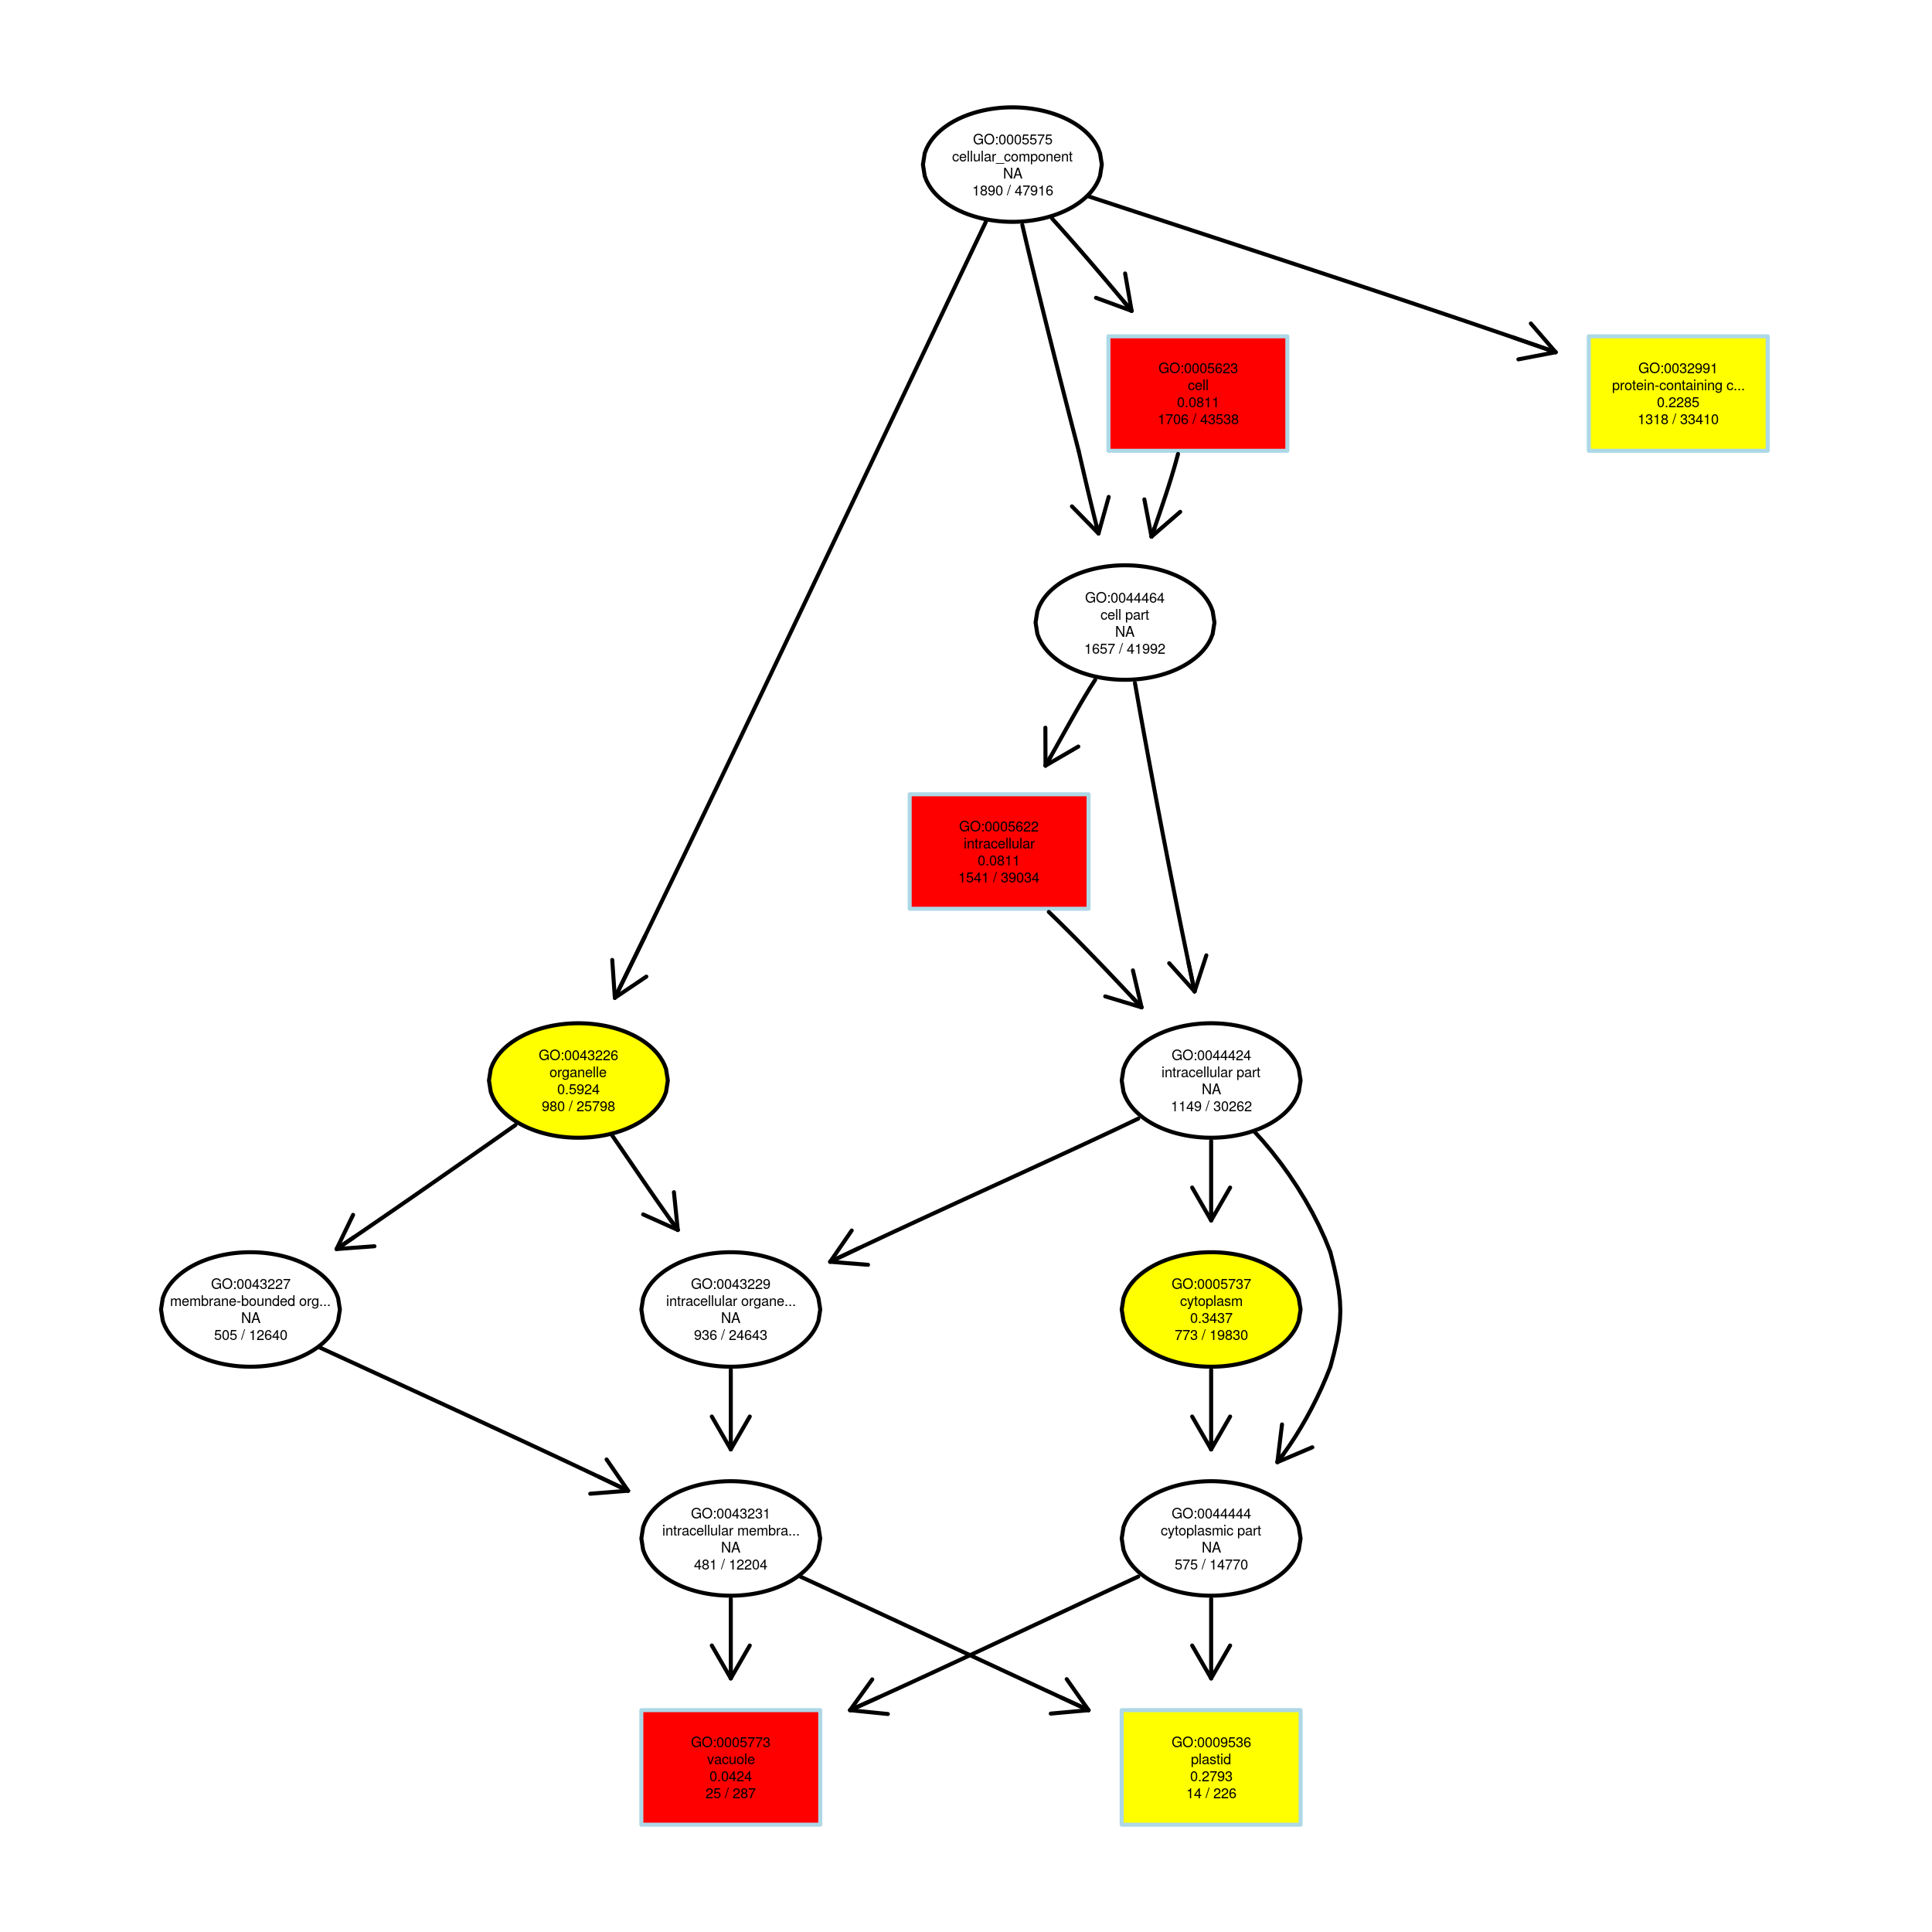 GO:0005575
cellular_component
NA
1890 / 47916
GO:0005623
cell
0.0811
1706 / 43538
GO:0032991
protein-containing c...
0.2285
1318 / 33410
GO:0044464
cell part
NA
1657 / 41992
GO:0005622
intracellular
0.0811
1541 / 39034
GO:0043226
organelle
0.5924
980 / 25798
GO:0044424
intracellular part
NA
1149 / 30262
GO:0043227
membrane-bounded org...
NA
505 / 12640
GO:0043229
intracellular organe...
NA
936 / 24643
GO:0005737
cytoplasm
0.3437
773 / 19830
GO:0043231
intracellular membra...
NA
481 / 12204
GO:0044444
cytoplasmic part
NA
575 / 14770
GO:0005773
vacuole
0.0424
25 / 287
GO:0009536
plastid
0.2793
14 / 226